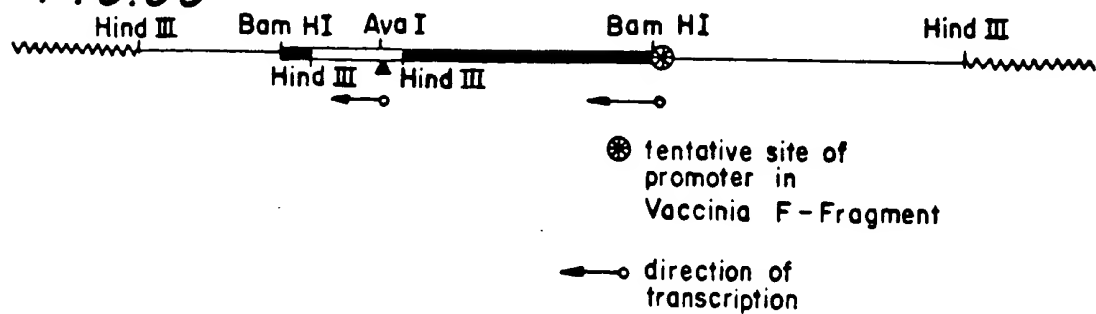 Hind III Bam HI Ava I Bam HI Hind III
Hind III Hind III
tentative site of
promoter in
Vaccinia F-Fragment
direction of
transcription